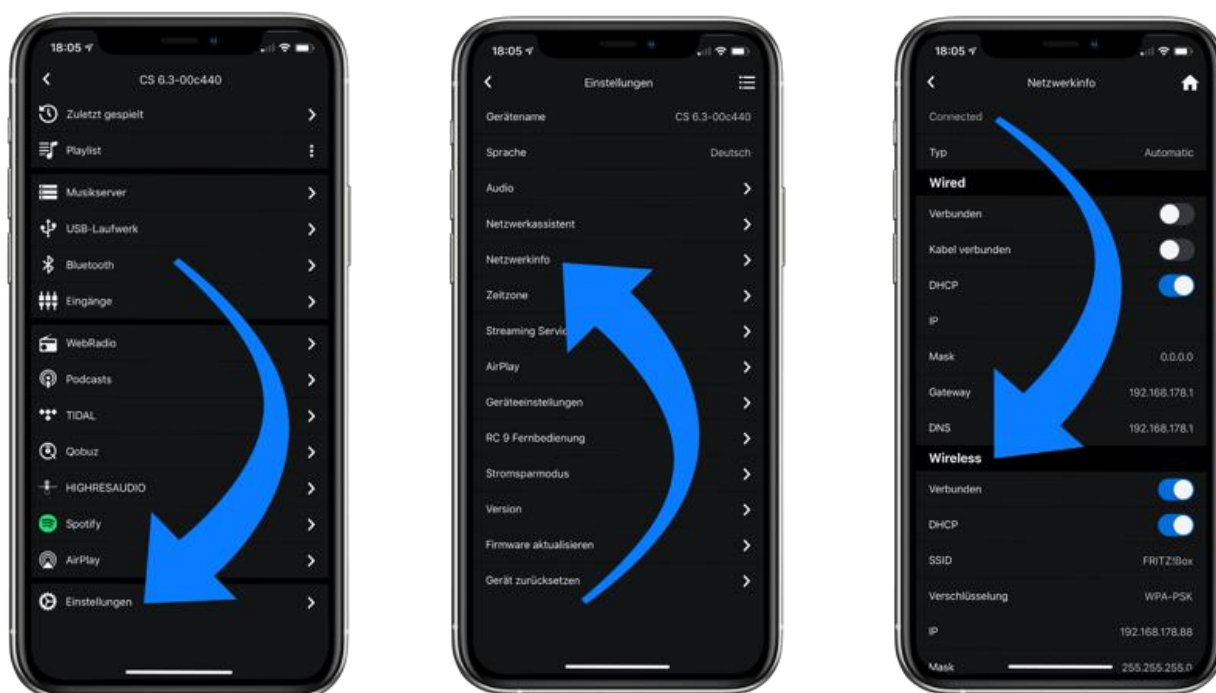 18:05
CS 6.3-00c440
Zuletzt gespielt
Playlist
Musikserver
USB-Laufwerk
Bluetooth
Eingänge
WebRadio
Podcasts
TIDAL
Qobuz
HIGHRESAUDIO
Spotify
AirPlay
Einstellungen
18:05
Einstellungen
Gerätename CS 6.3-00c440
Sprache Deutsch
Audio
Netzwerkassistent
Netzwerkinfo
Zeitzone
Streaming
AirPlay
Geräteeinstellungen
RC 9 Fernbedienung
Stromsparmodus
Version
Firmware aktualisieren
Gerät zurücksetzen
18:05
Netzwerkinfo
Connected
Typ Automatic
Wired
Verbunden
Kabel verbunden
DHCP
IP
Mask 0.0.0.0
Gateway 192.168.178.1
DNS 192.168.178.1
Wireless
Verbunden
DHCP
SSID FRITZ!Box
Verschlüsselung WPA-PSK
IP 192.168.178.88
Mask 255.255.255.0